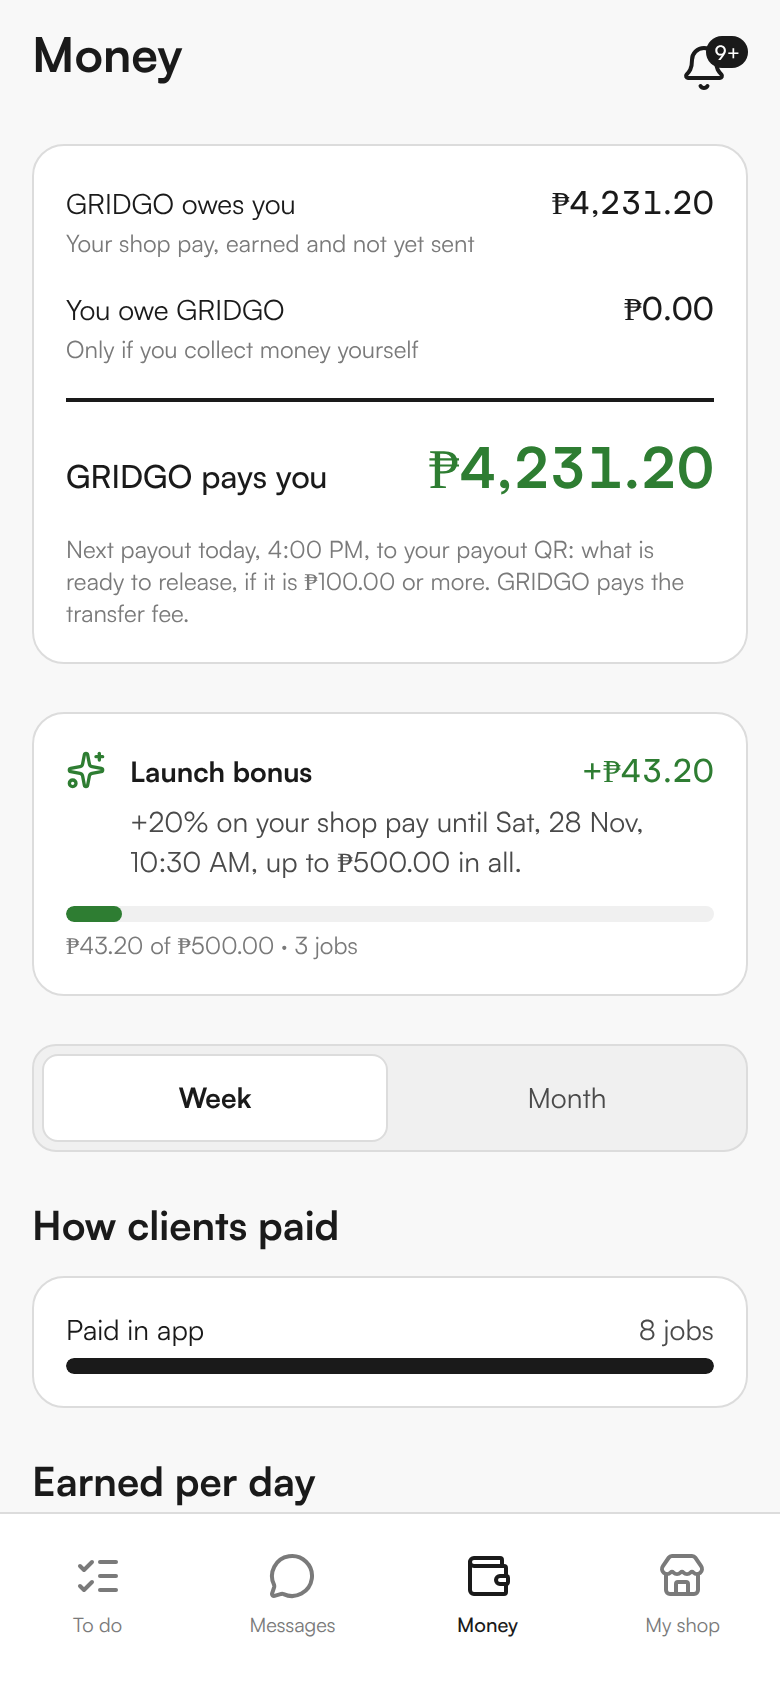 Money
9+
GRIDGO owes you
₱4,231.20
Your shop pay, earned and not yet sent
You owe GRIDGO
₱0.00
Only if you collect money yourself
GRIDGO pays you
₱4,231.20
Next payout today, 4:00 PM, to your payout QR: what is
ready to release, if it is ₱100.00 or more. GRIDGO pays the
transfer fee.
Launch bonus
+₱43.20
+20% on your shop pay until Sat, 28 Nov,
10:30 AM, up to ₱500.00 in all.
₱43.20 of ₱500.00 · 3 jobs
Week
Month
How clients paid
Paid in app
8 jobs
Earned per day
To do
Messages
Money
My shop